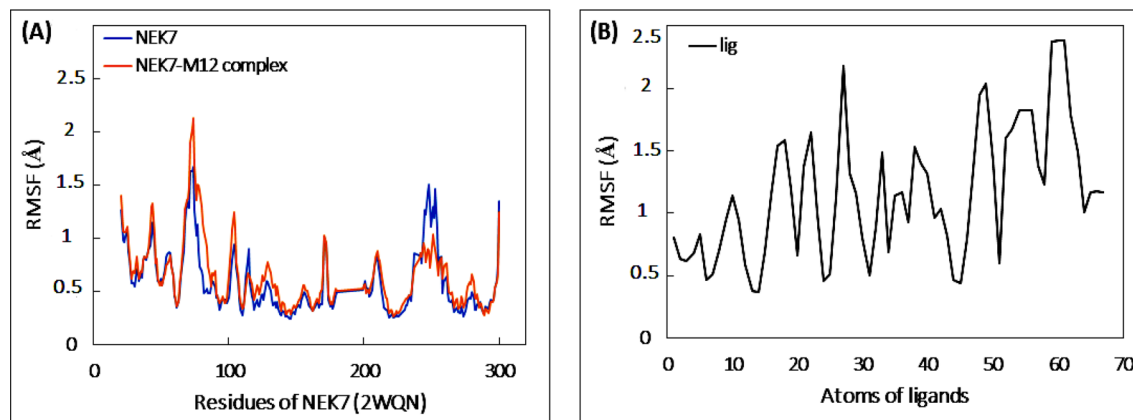 (A)
NEK7
NEK7-M12 complex
2.5
2
1.5
1
0.5
0
0 100 200 300
RMSF (Å)
Residues of NEK7 (2WQN)
(B)
lig
2.5
2
1.5
1
0.5
0
0 10 20 30 40 50 60 70
RMSF (Å)
Atoms of ligands